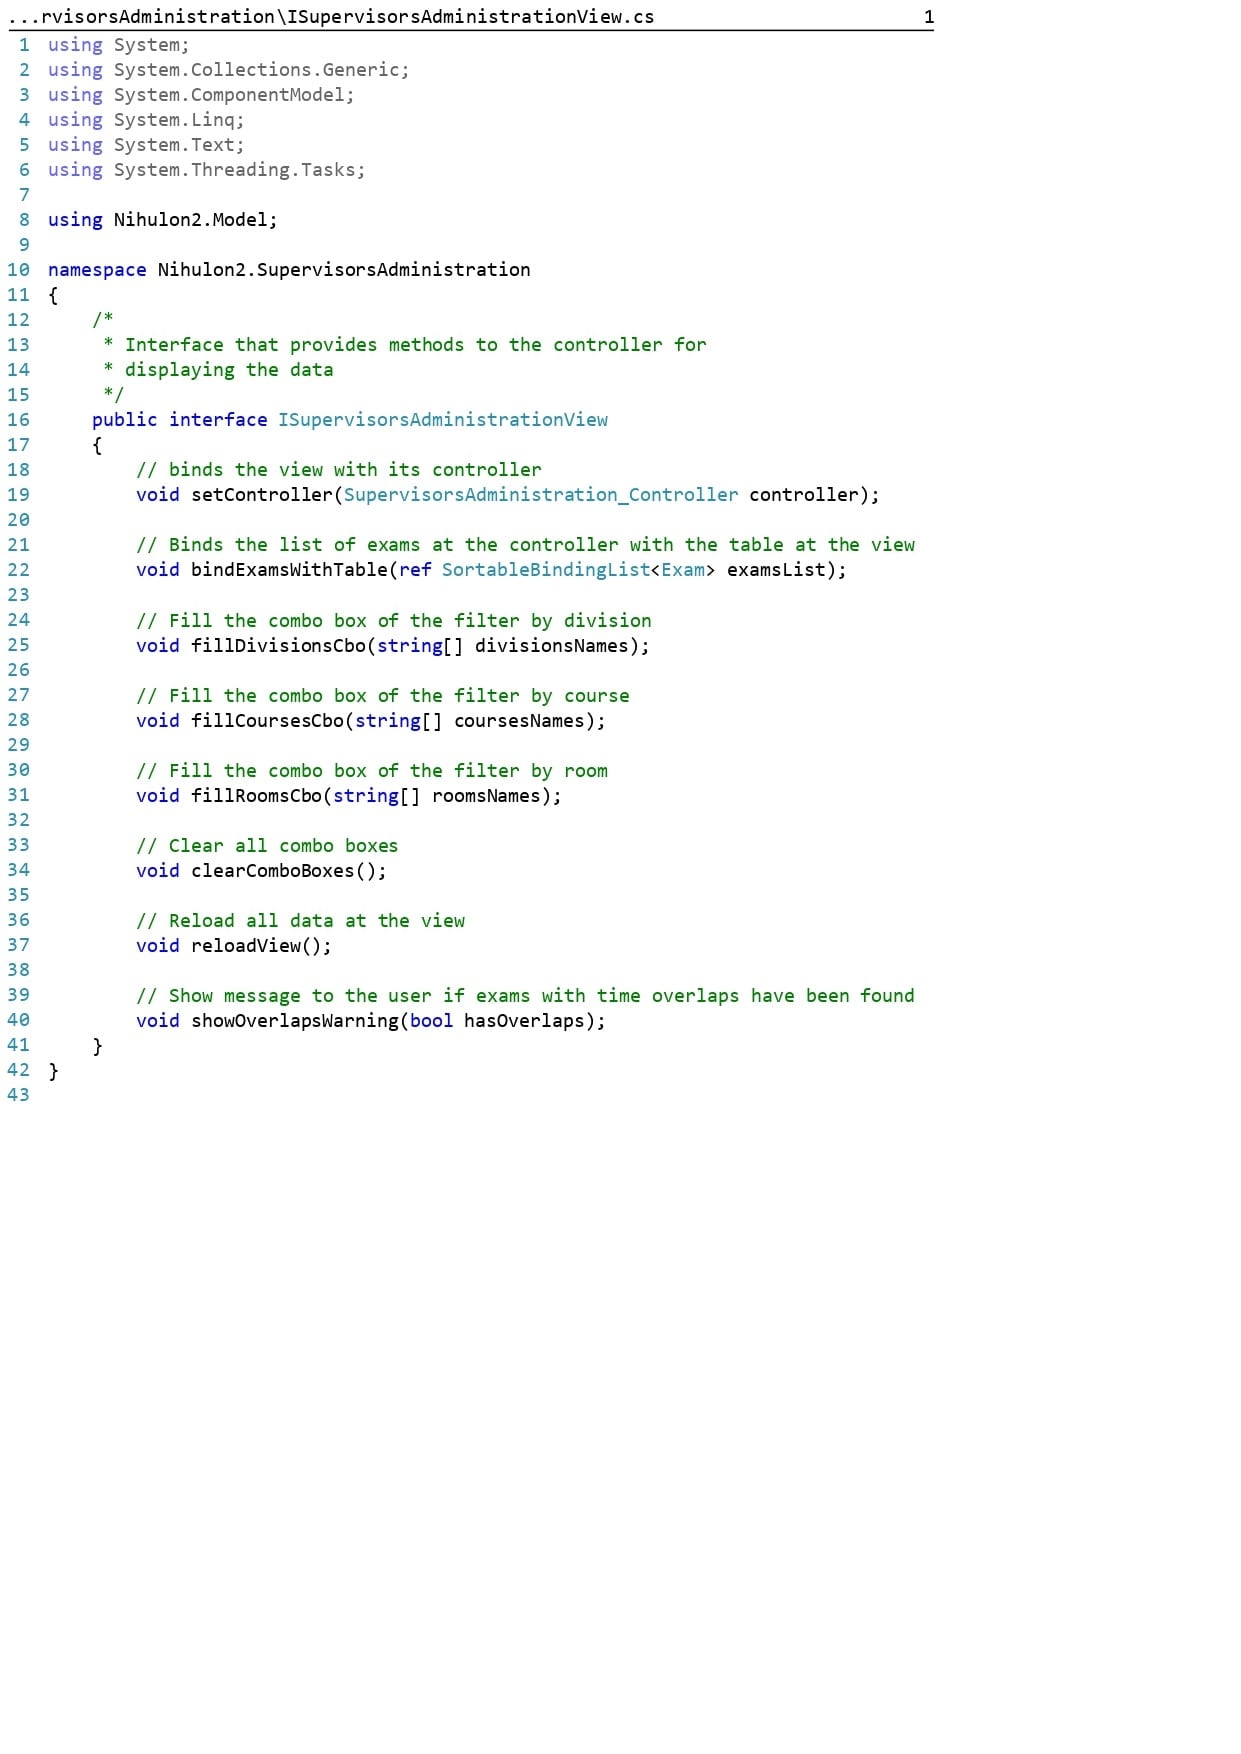 ...rvisorsAdministration\ISupervisorsAdministrationView.cs 1
1 using System;
2 using System.Collections.Generic;
3 using System.ComponentModel;
4 using System.Linq;
5 using System.Text;
6 using System.Threading.Tasks;
7
8 using Nihulon2.Model;
9
10 namespace Nihulon2.SupervisorsAdministration
11 {
12     /*
13      * Interface that provides methods to the controller for
14      * displaying the data
15      */
16     public interface ISupervisorsAdministrationView
17     {
18         // binds the view with its controller
19         void setController(SupervisorsAdministration_Controller controller);
20
21         // Binds the list of exams at the controller with the table at the view
22         void bindExamsWithTable(ref SortableBindingList<Exam> examsList);
23
24         // Fill the combo box of the filter by division
25         void fillDivisionsCbo(string[] divisionsNames);
26
27         // Fill the combo box of the filter by course
28         void fillCoursesCbo(string[] coursesNames);
29
30         // Fill the combo box of the filter by room
31         void fillRoomsCbo(string[] roomsNames);
32
33         // Clear all combo boxes
34         void clearComboBoxes();
35
36         // Reload all data at the view
37         void reloadView();
38
39         // Show message to the user if exams with time overlaps have been found
40         void showOverlapsWarning(bool hasOverlaps);
41     }
42 }
43